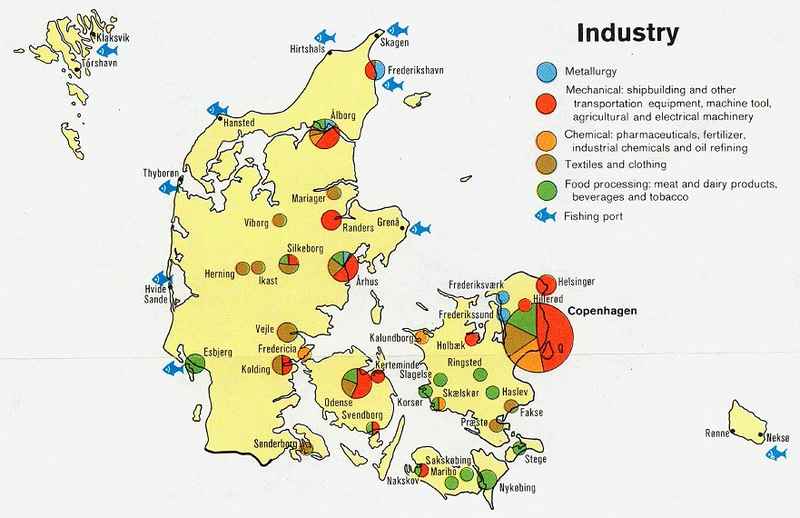 Industry
Metallurgy
Mechanical: shipbuilding and other
transportation equipment, machine tool,
agricultural and electrical machinery
Chemical: pharmaceuticals, fertilizer,
industrial chemicals and oil refining
Textiles and clothing
Food processing: meat and dairy products,
beverages and tobacco
Fishing port
Klaksvik
Tórshavn
Skagen
Hirtshals
Frederikshavn
Hansted
Ålborg
Thyborøn
Mariager
Viborg
Randers
Grenå
Silkeborg
Herning
Ikast
Århus
Hvide
Sande
Frederiksværk
Helsingør
Hillerød
Frederikssund
Copenhagen
Vejle
Kalundborg
Holbæk
Esbjerg
Fredericia
Kolding
Kerteminde
Ringsted
Slagelse
Odense
Korsør
Skælskør
Haslev
Svendborg
Fakse
Præstø
Sønderborg
Sakskøbing
Maribo
Stege
Nakskov
Nykøbing
Rønne
Neksø